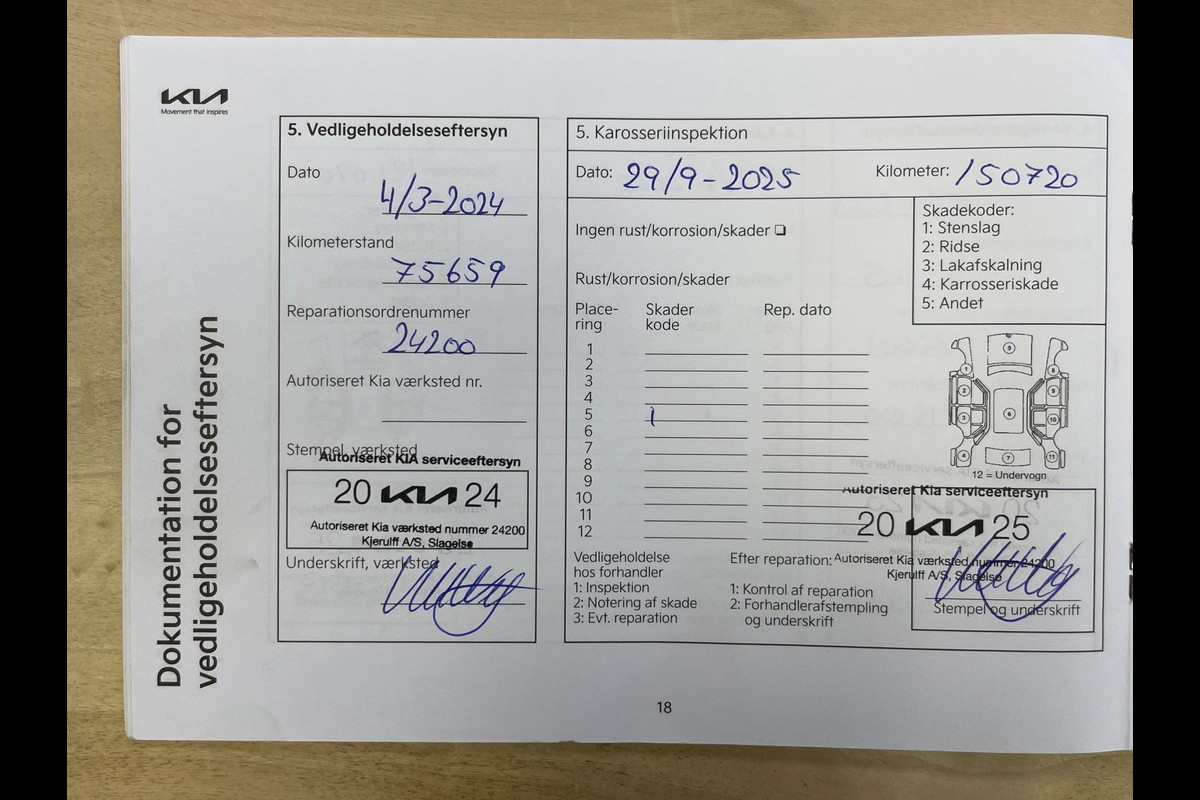 KIA
Movement that inspires
Dokumentation for
vedligeholdelseseftersyn
5. Vedligeholdelseseftersyn
Dato
4/3-2024
Kilometerstand
75659
Reparationsordrenummer
24200
Autoriseret Kia værksted nr.
Stempel, værksted
Autoriseret KIA serviceeftersyn
20 KIA 24
Autoriseret Kia værksted nummer 24200
Kjerulff A/S, Slagelse
Underskrift, værksted
5. Karosseriinspektion
Dato: 29/9-2025 Kilometer: 150720
Ingen rust/korrosion/skader ❏
Skadekoder:
1: Stenslag
2: Ridse
3: Lakafskalning
4: Karrosseriskade
5: Andet
Rust/korrosion/skader
Place-
ring
Skader
kode
Rep. dato
1
2
3
4
5 1
6
7
8
9
10
11
12
12 = Undervogn
Vedligeholdelse
hos forhandler
1: Inspektion
2: Notering af skade
3: Evt. reparation
Efter reparation:
1: Kontrol af reparation
2: Forhandlerafstempling
og underskrift
Autoriseret Kia serviceeftersyn
20 KIA 25
Autoriseret Kia værksted nummer 24200
Kjerulff A/S, Slagelse
Stempel og underskrift
18